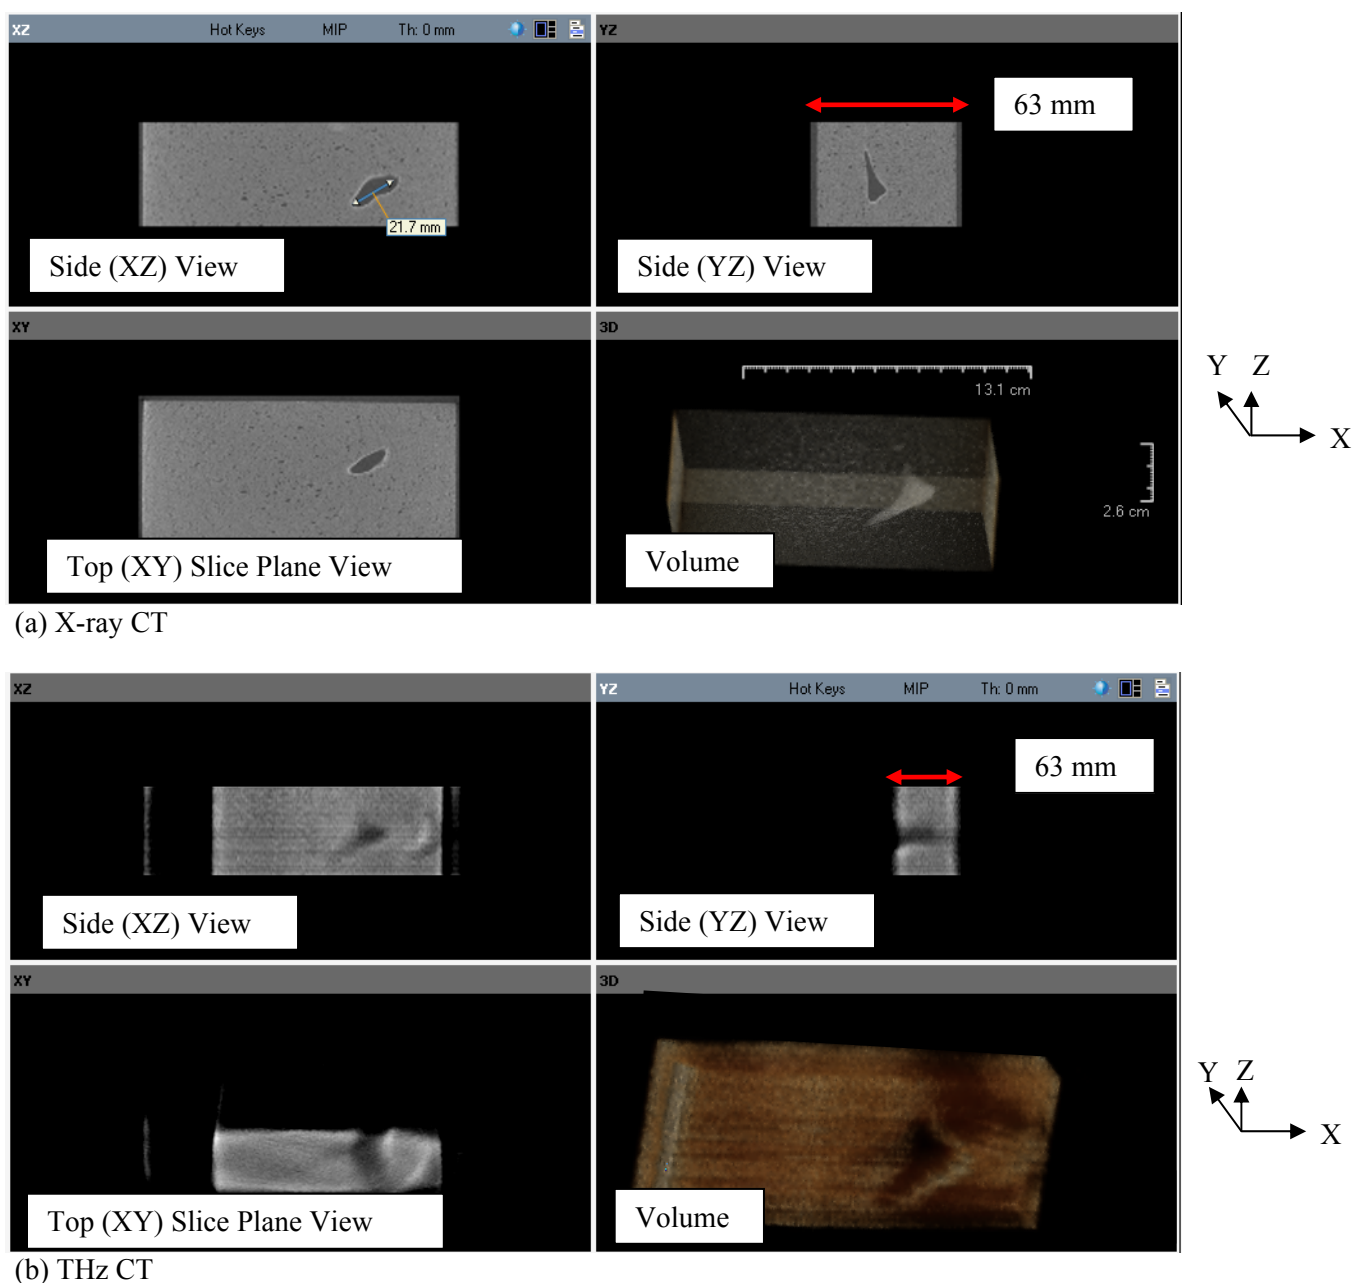 XZ Hot Keys MIP Th: 0 mm
YZ
63 mm
21.7 mm
Side (XZ) View
Side (YZ) View
XY
3D
13.1 cm
2.6 cm
Y Z
X
Top (XY) Slice Plane View
Volume
(a) X-ray CT
XZ
YZ Hot Keys MIP Th: 0 mm
63 mm
Side (XZ) View
Side (YZ) View
XY
3D
Y Z
X
Top (XY) Slice Plane View
Volume
(b) THz CT